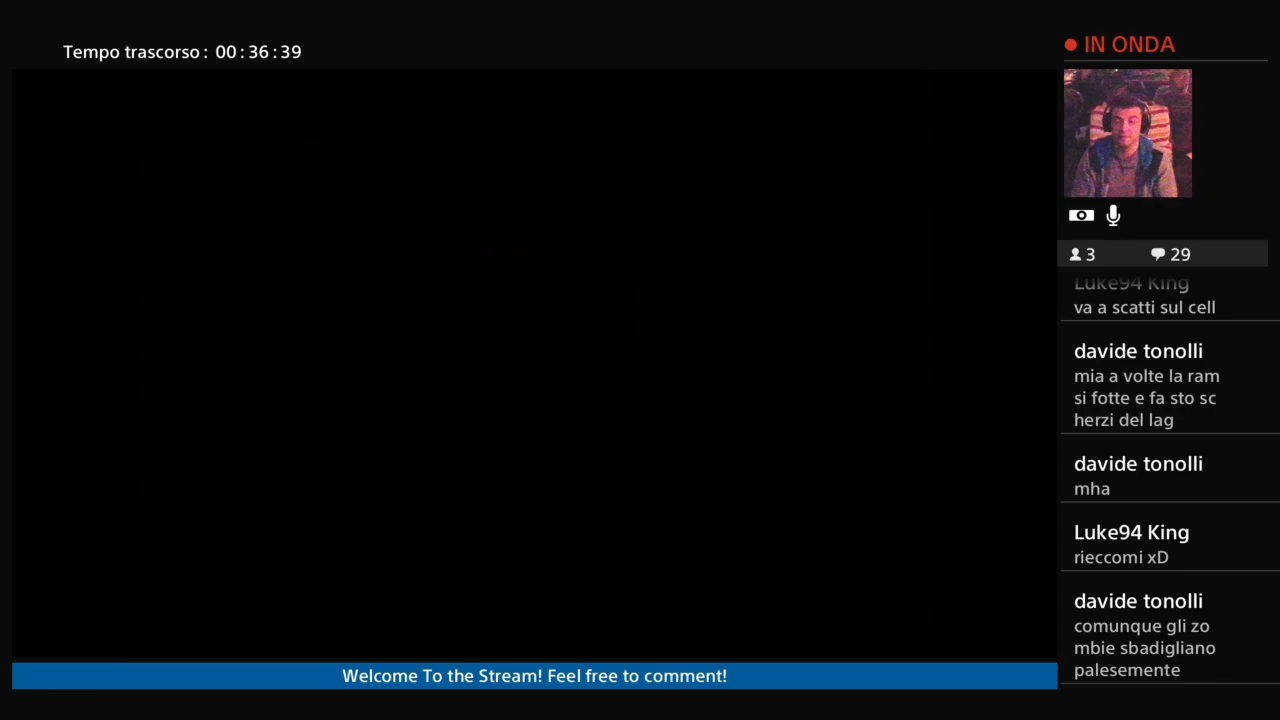 Tempo trascorso : 00 : 36 : 39
IN ONDA
3 29
Luke94 King
va a scatti sul cell
davide tonolli
mia a volte la ram
si fotte e fa sto sc
herzi del lag
davide tonolli
mha
Luke94 King
rieccomi xD
davide tonolli
comunque gli zo
mbie sbadigliano
palesemente
Welcome To the Stream! Feel free to comment!